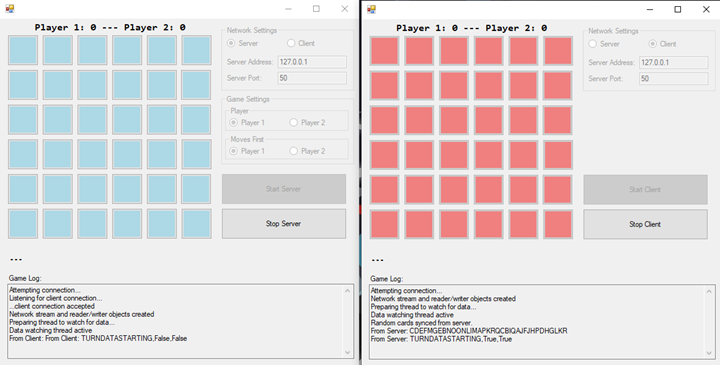 Player 1: 0 --- Player 2: 0
Network Settings
Server
Client
Server Address: 127.0.0.1
Server Port: 50
Game Settings
Player
Player 1
Player 2
Moves First
Player 1
Player 2
Start Server
Stop Server
---
Game Log:
Attempting connection...
Listening for client connection...
...client connection accepted
Network stream and reader/writer objects created
Preparing thread to watch for data...
Data watching thread active
From Client: From Client: TURNDATASTARTING,False,False
Player 1: 0 --- Player 2: 0
Network Settings
Server
Client
Server Address: 127.0.0.1
Server Port: 50
Start Client
Stop Client
---
Game Log:
Attempting connection...
Network stream and reader/writer objects created
Preparing thread to watch for data...
Data watching thread active
Random cards synced from server.
From Server: CDEFMGEBNOONLIMAPKRQCBIQAJFJHPDHGLKR
From Server: TURNDATASTARTING,True,True